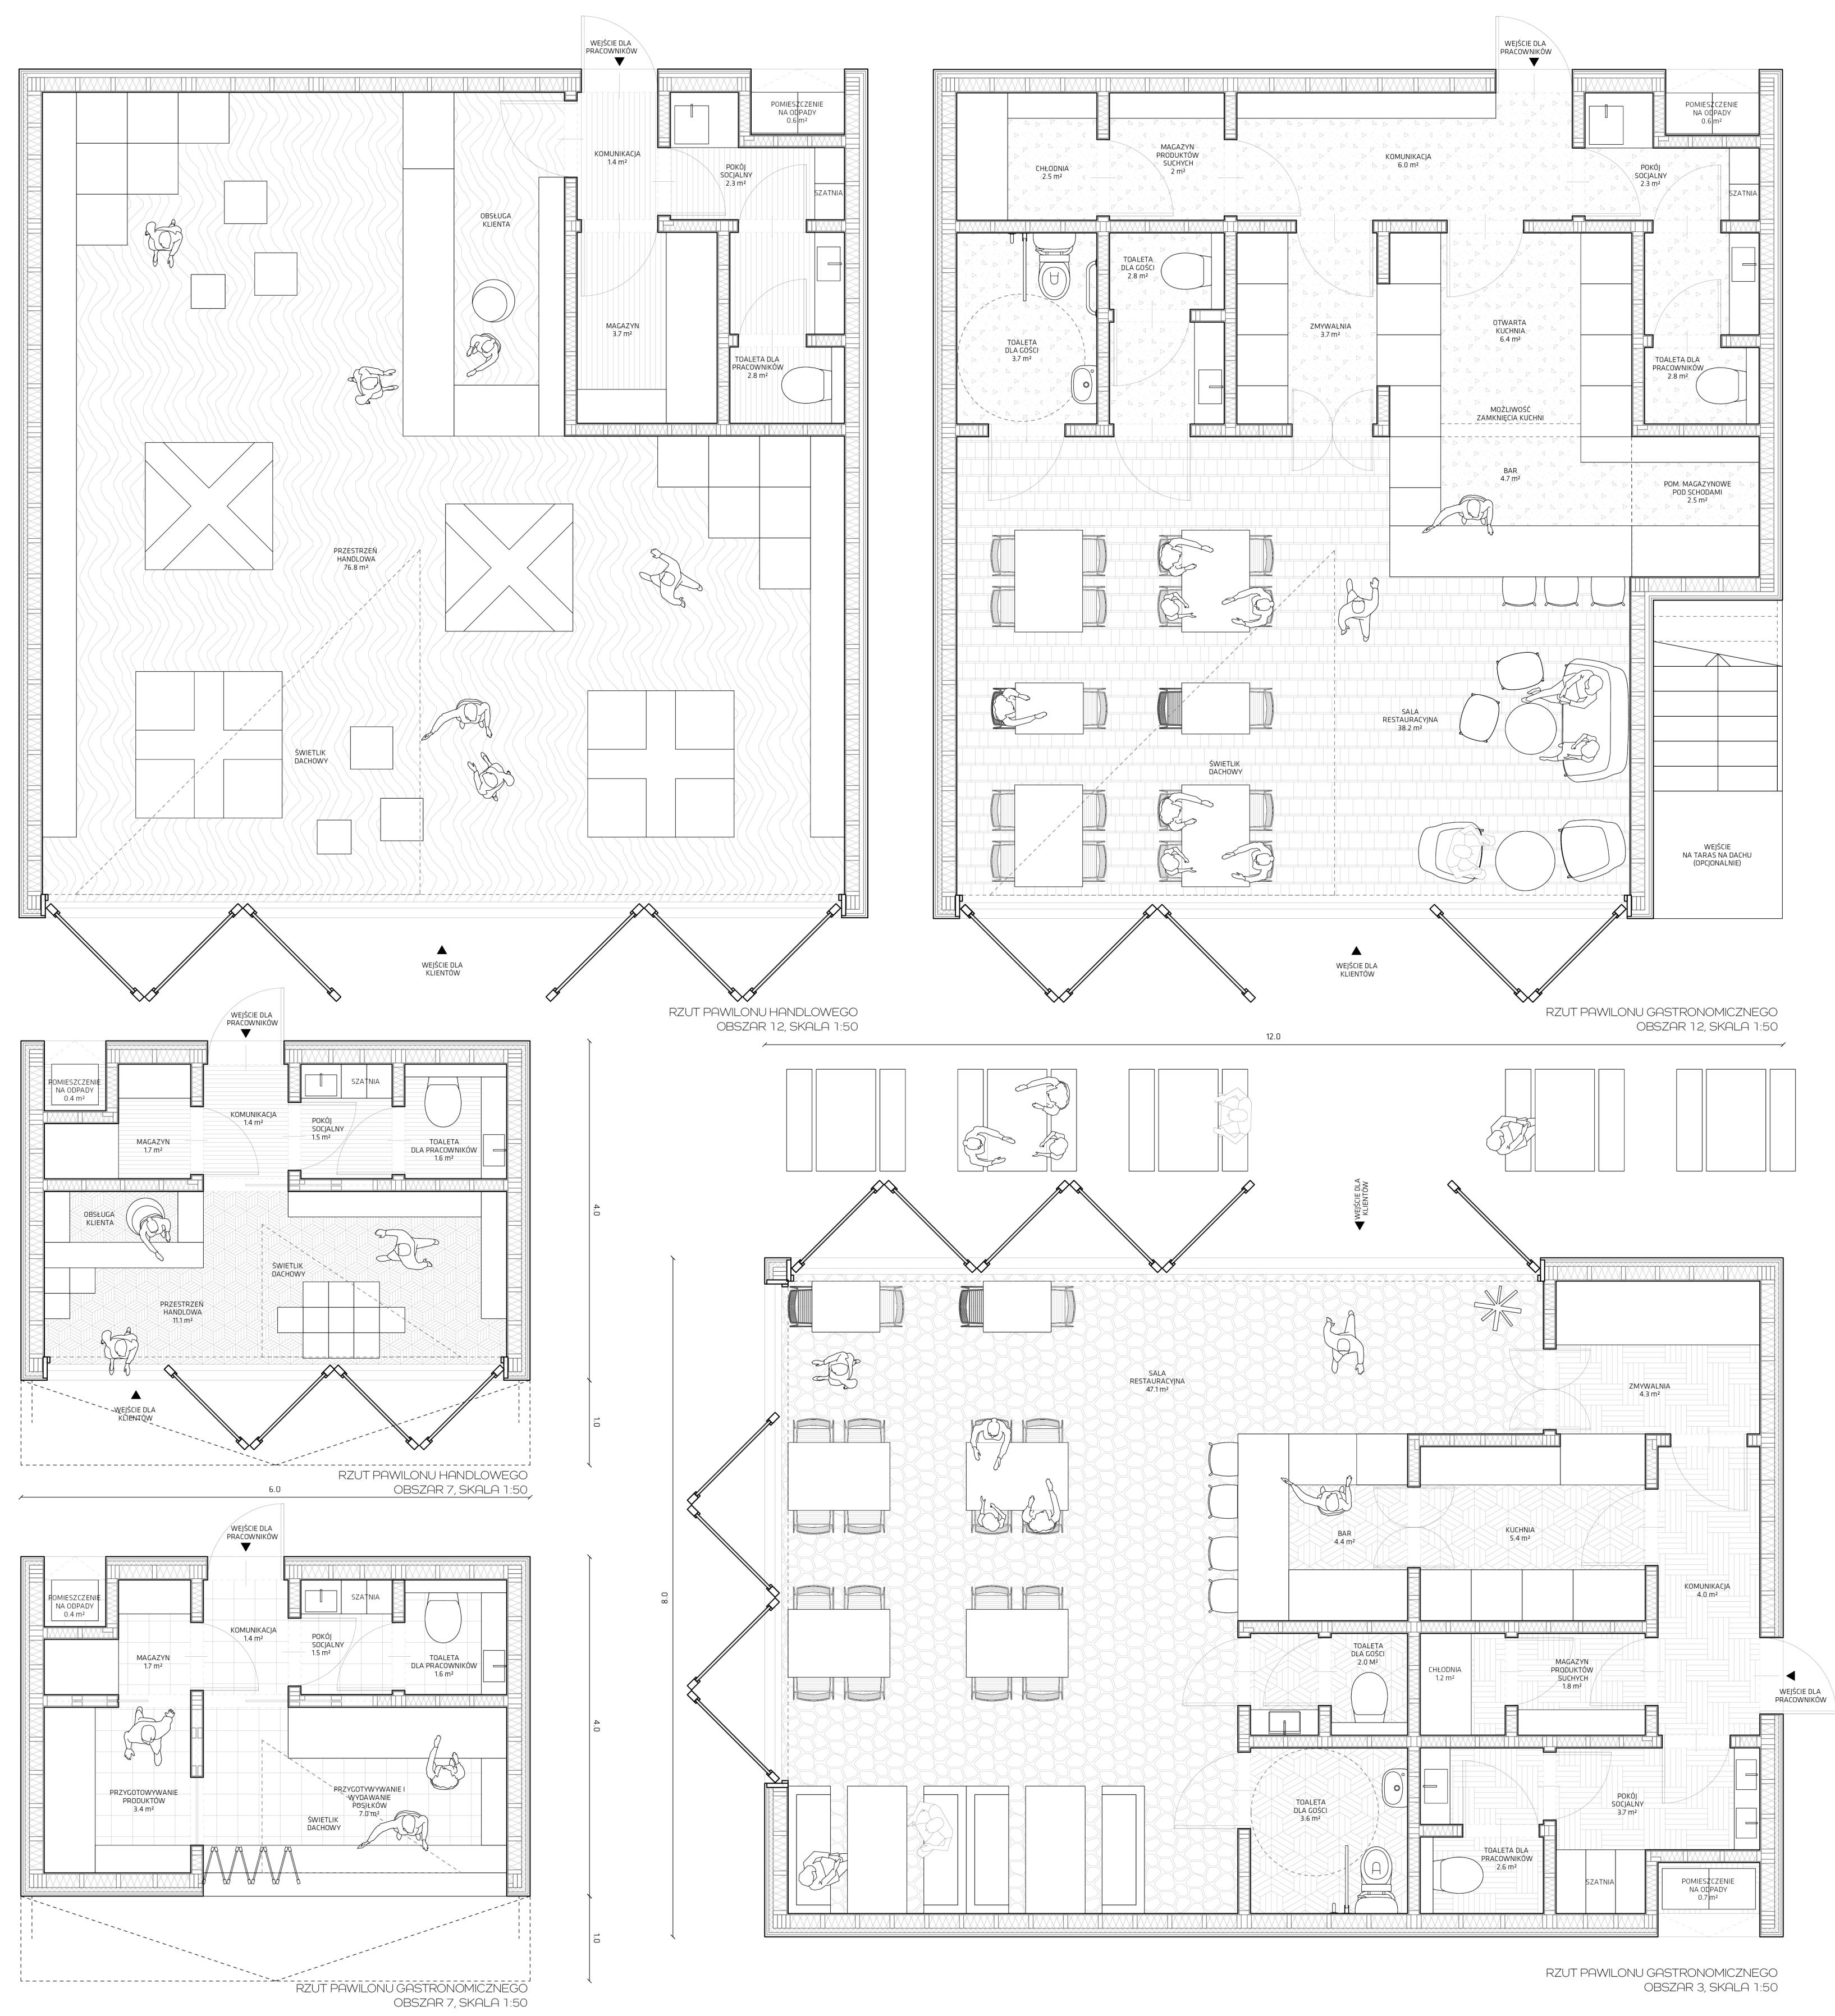 WEJŚCIE DLA
PRACOWNIKÓW
POMIESZCZENIE
NA ODPADY
0.6 m²
KOMUNIKACJA
1.4 m²
POKÓJ
SOCJALNY
2.3 m²
SZATNIA
OBSŁUGA
KLIENTA
MAGAZYN
3.7 m²
TOALETA DLA
PRACOWNIKÓW
2.8 m²
PRZESTRZEŃ
HANDLOWA
76.8 m²
ŚWIETLIK
DACHOWY
WEJŚCIE DLA
KLIENTÓW
RZUT PAWILONU HANDLOWEGO
OBSZAR 12, SKALA 1:50
WEJŚCIE DLA
PRACOWNIKÓW
POMIESZCZENIE
NA ODPADY
0.6 m²
CHŁODNIA
2.5 m²
MAGAZYN
PRODUKTÓW
SUCHYCH
2 m²
KOMUNIKACJA
6.0 m²
POKÓJ
SOCJALNY
2.3 m²
SZATNIA
TOALETA
DLA GOŚCI
3.7 m²
TOALETA
DLA GOŚCI
2.8 m²
ZMYWALNIA
3.7 m²
OTWARTA
KUCHNIA
6.4 m²
TOALETA DLA
PRACOWNIKÓW
2.8 m²
MOŻLIWOŚĆ
ZAMKNIĘCIA KUCHNI
BAR
4.7 m²
POM. MAGAZYNOWE
POD SCHODAMI
2.5 m²
SALA
RESTAURACYJNA
38.2 m²
ŚWIETLIK
DACHOWY
WEJŚCIE
NA TARAS NA DACHU
(OPCJONALNIE)
WEJŚCIE DLA
KLIENTÓW
RZUT PAWILONU GASTRONOMICZNEGO
OBSZAR 12, SKALA 1:50
WEJŚCIE DLA
PRACOWNIKÓW
POMIESZCZENIE
NA ODPADY
0.4 m²
MAGAZYN
1.7 m²
KOMUNIKACJA
1.4 m²
POKÓJ
SOCJALNY
1.5 m²
SZATNIA
TOALETA
DLA PRACOWNIKÓW
1.6 m²
OBSŁUGA
KLIENTA
ŚWIETLIK
DACHOWY
PRZESTRZEŃ
HANDLOWA
11.1 m²
WEJŚCIE DLA
KLIENTÓW
4.0
1.0
RZUT PAWILONU HANDLOWEGO
OBSZAR 7, SKALA 1:50
6.0
WEJŚCIE DLA
PRACOWNIKÓW
POMIESZCZENIE
NA ODPADY
0.4 m²
MAGAZYN
1.7 m²
KOMUNIKACJA
1.4 m²
POKÓJ
SOCJALNY
1.5 m²
SZATNIA
TOALETA
DLA PRACOWNIKÓW
1.6 m²
PRZYGOTOWYWANIE
PRODUKTÓW
3.4 m²
PRZYGOTYWYWANIE I
WYDAWANIE
POSIŁKÓW
7.0 m²
ŚWIETLIK
DACHOWY
4.0
1.0
RZUT PAWILONU GASTRONOMICZNEGO
OBSZAR 7, SKALA 1:50
12.0
8.0
WEJŚCIE DLA
KLIENTÓW
SALA
RESTAURACYJNA
47.1 m²
ZMYWALNIA
4.3 m²
BAR
4.4 m²
KUCHNIA
5.4 m²
KOMUNIKACJA
4.0 m²
TOALETA
DLA GOŚCI
2.0 M²
CHŁODNIA
1.2 m²
MAGAZYN
PRODUKTÓW
SUCHYCH
1.8 m²
WEJŚCIE DLA
PRACOWNIKÓW
TOALETA
DLA GOŚCI
3.6 m²
POKÓJ
SOCJALNY
3.7 m²
TOALETA DLA
PRACOWNIKÓW
2.6 m²
SZATNIA
POMIESZCZENIE
NA ODPADY
0.7 m²
RZUT PAWILONU GASTRONOMICZNEGO
OBSZAR 3, SKALA 1:50